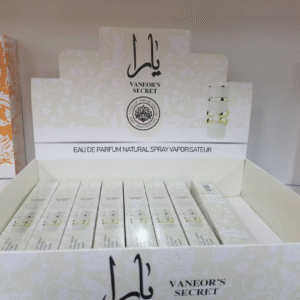 يارا
VANEOR'S
SECRET
EAU DE PARFUM NATURAL SPRAY VAPORISATEUR
يارا
VANEOR'S
SECRET